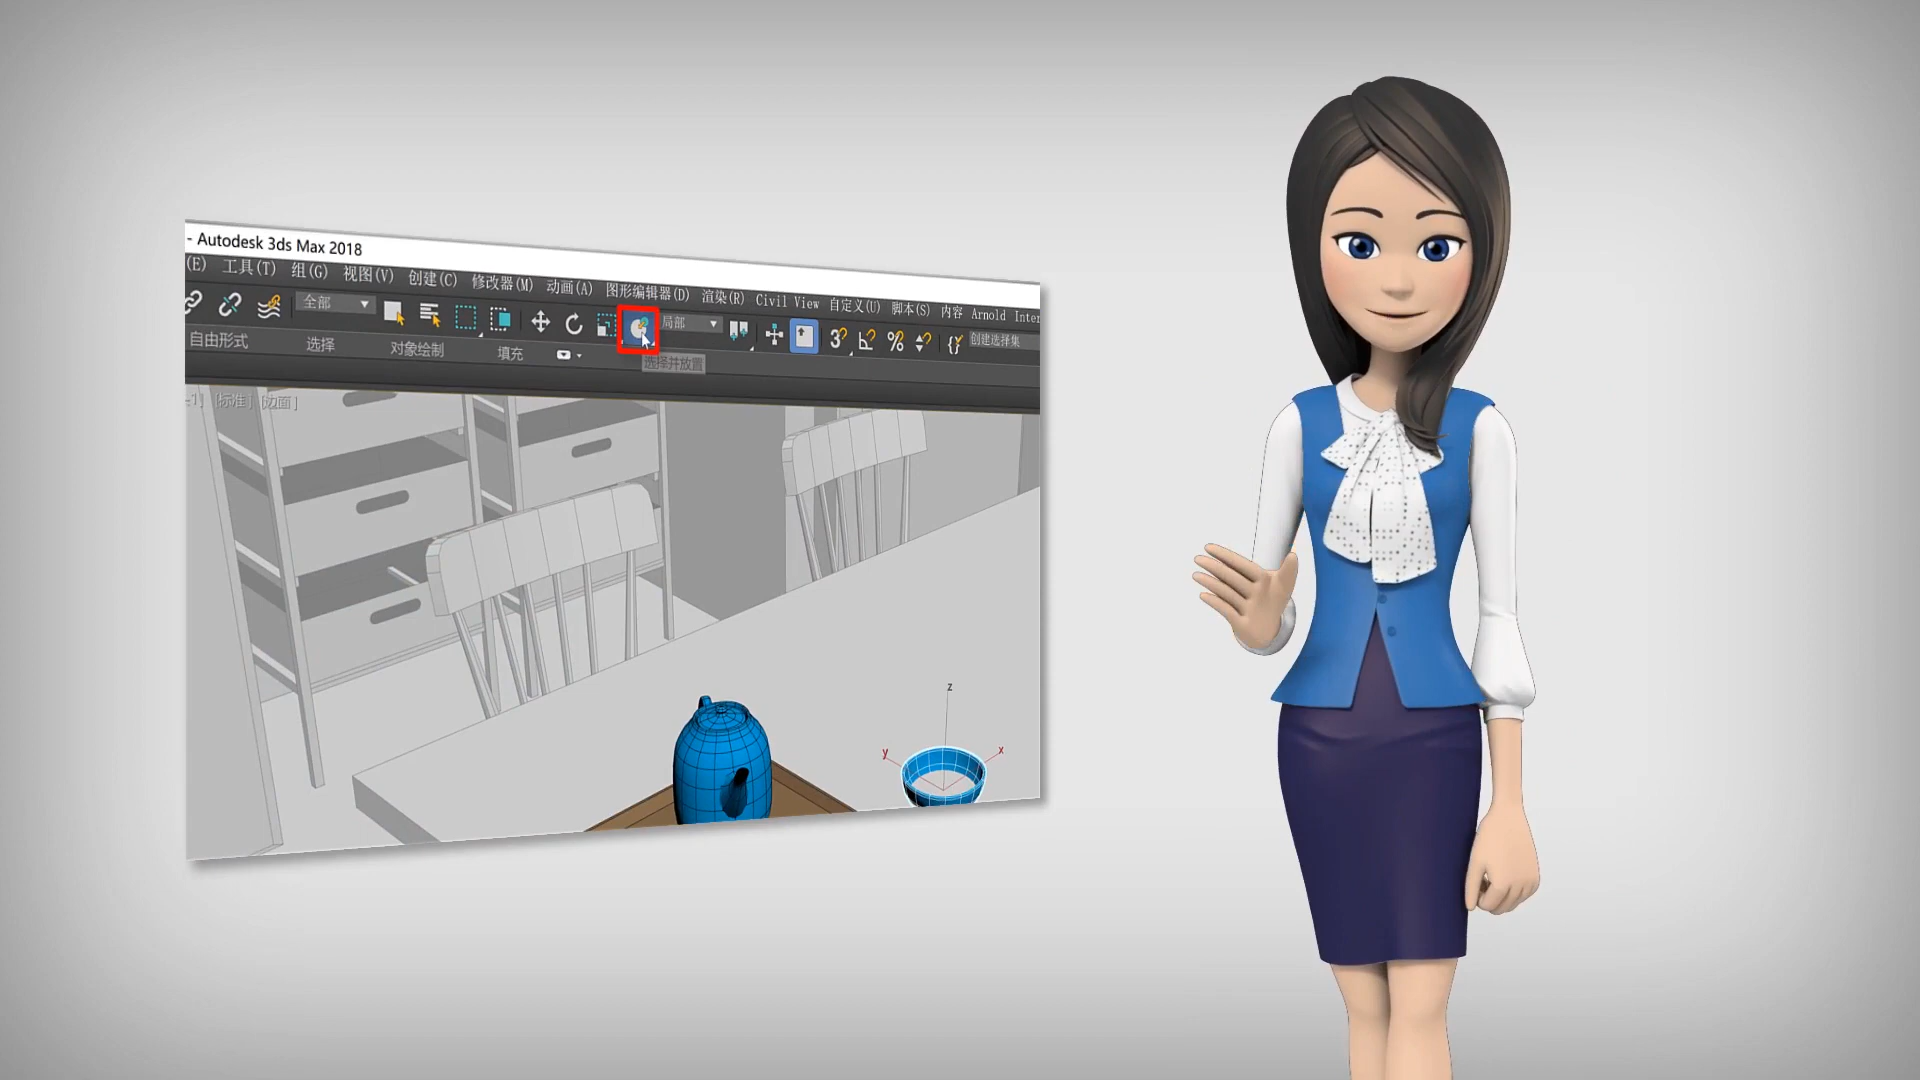 - Autodesk 3ds Max 2018
(E) 工具(T) 组(G) 视图(V) 创建(C) 修改器(M) 动画(A) 图形编辑器(D) 渲染(R) Civil View 自定义(U) 脚本(S) 内容 Arnold Inter
全部 局部 3 % 创建选择集
自由形式 选择 对象绘制 填充
选择并放置
[标准] [边面]
z
y x